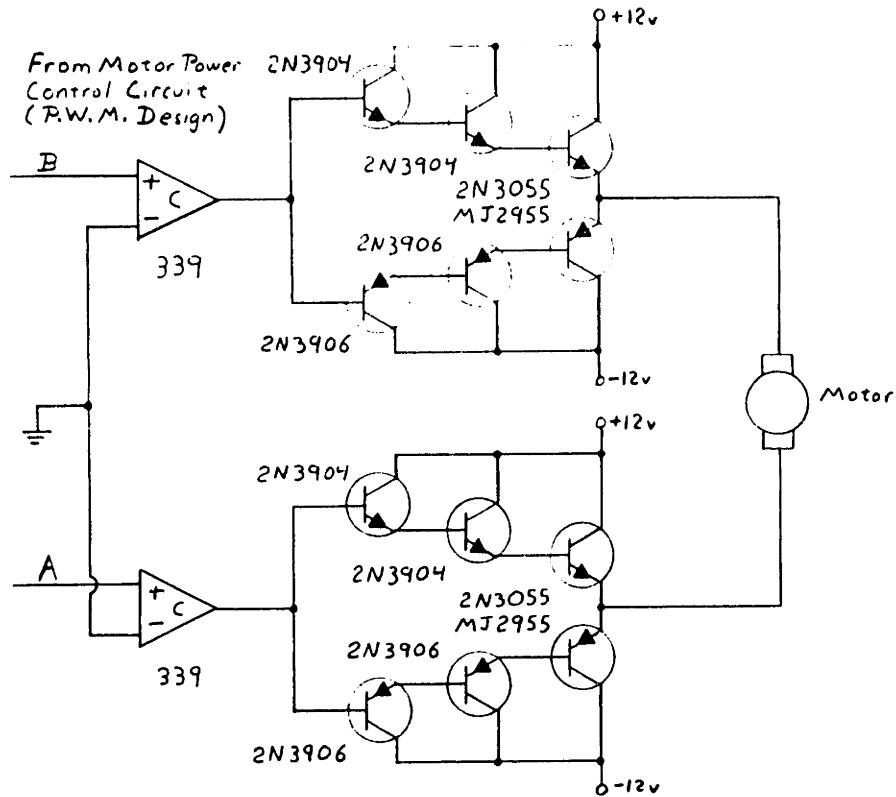 +12v
2N3904
From Motor Power
Control Circuit
(P.W.M. Design)
B
+
C
-
2N3904
2N3055
MJ2955
339
2N3906
2N3906
-12v
Motor
+12v
2N3904
A
+
C
-
2N3904
2N3055
MJ2955
339
2N3906
2N3906
-12v